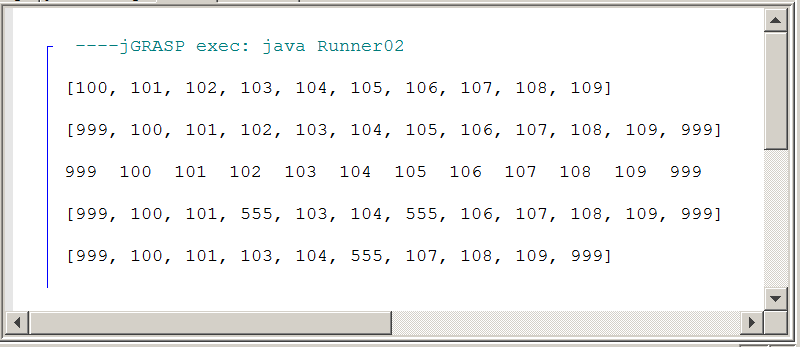 ----jGRASP exec: java Runner02
[100, 101, 102, 103, 104, 105, 106, 107, 108, 109]
[999, 100, 101, 102, 103, 104, 105, 106, 107, 108, 109, 999]
999  100  101  102  103  104  105  106  107  108  109  999
[999, 100, 101, 555, 103, 104, 555, 106, 107, 108, 109, 999]
[999, 100, 101, 103, 104, 555, 107, 108, 109, 999]